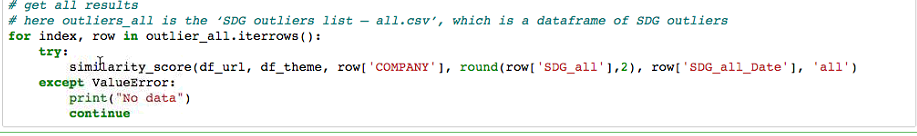 # get all results
# here outliers_all is the ‘SDG outliers list – all.csv’, which is a dataframe of SDG outliers
for index, row in outlier_all.iterrows():
    try:
        similarity_score(df_url, df_theme, row['COMPANY'], round(row['SDG_all'],2), row['SDG_all_Date'], 'all')
    except ValueError:
        print("No data")
        continue